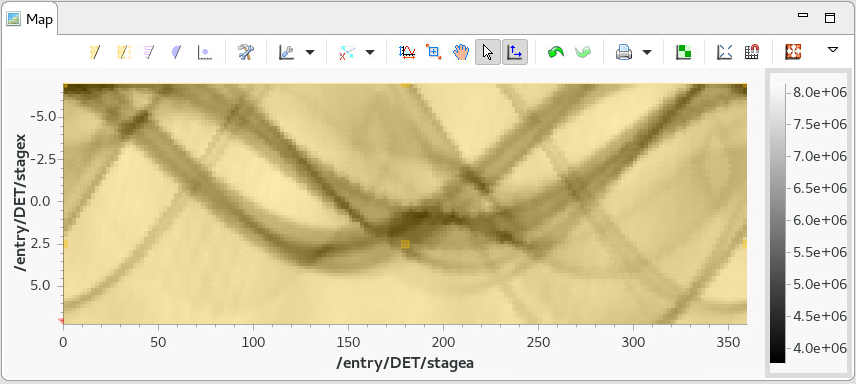 Map
-5.0
-2.5
0.0
2.5
5.0
/entry/DET/stagex
0 50 100 150 200 250 300 350
/entry/DET/stagea
8.0e+06
7.5e+06
7.0e+06
6.5e+06
6.0e+06
5.5e+06
5.0e+06
4.5e+06
4.0e+06